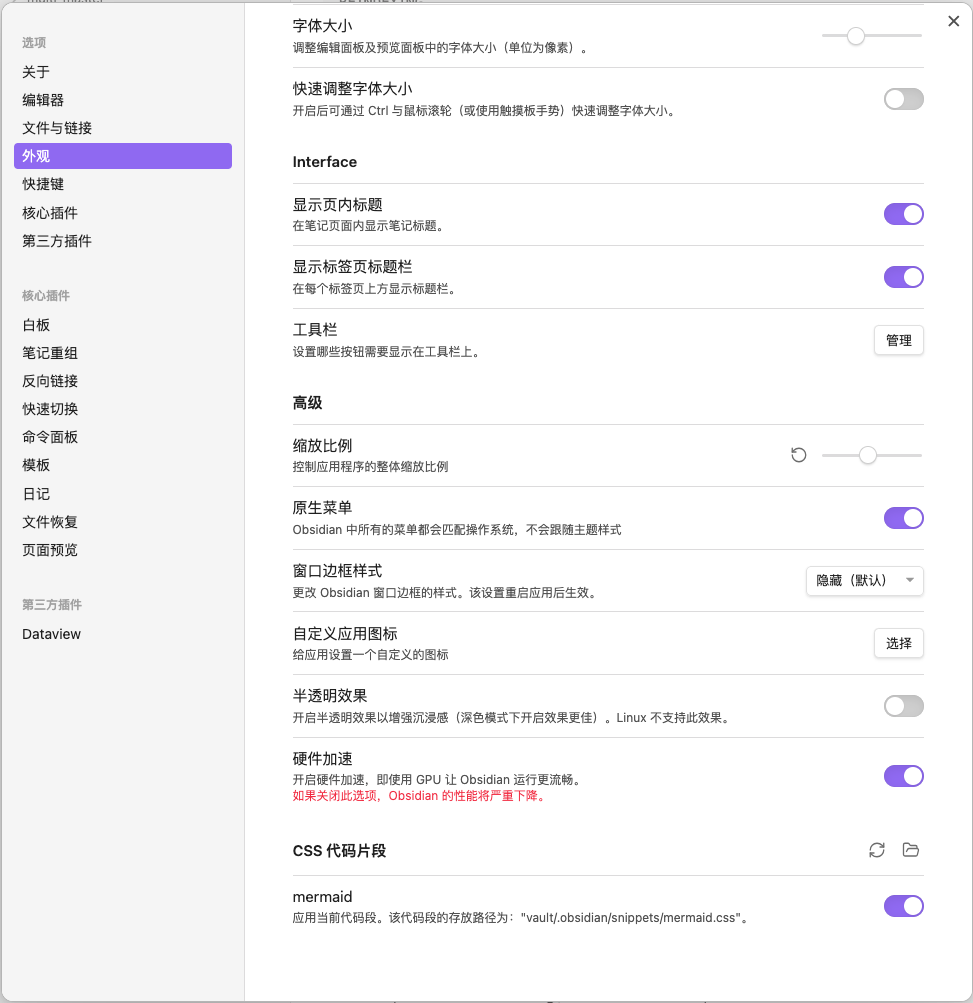 选项
关于
编辑器
文件与链接
外观
快捷键
核心插件
第三方插件
核心插件
白板
笔记重组
反向链接
快速切换
命令面板
模板
日记
文件恢复
页面预览
第三方插件
Dataview
字体大小
调整编辑面板及预览面板中的字体大小（单位为像素）。
快速调整字体大小
开启后可通过 Ctrl 与鼠标滚轮（或使用触摸板手势）快速调整字体大小。
Interface
显示页内标题
在笔记页面内显示笔记标题。
显示标签页标题栏
在每个标签页上方显示标题栏。
工具栏
设置哪些按钮需要显示在工具栏上。
管理
高级
缩放比例
控制应用程序的整体缩放比例
原生菜单
Obsidian 中所有的菜单都会匹配操作系统，不会跟随主题样式
窗口边框样式
更改 Obsidian 窗口边框的样式。该设置重启应用后生效。
隐藏（默认）
自定义应用图标
给应用设置一个自定义的图标
选择
半透明效果
开启半透明效果以增强沉浸感（深色模式下开启效果更佳）。Linux 不支持此效果。
硬件加速
开启硬件加速，即使用 GPU 让 Obsidian 运行更流畅。
如果关闭此选项，Obsidian 的性能将严重下降。
CSS 代码片段
mermaid
应用当前代码段。该代码段的存放路径为："vault/.obsidian/snippets/mermaid.css"。